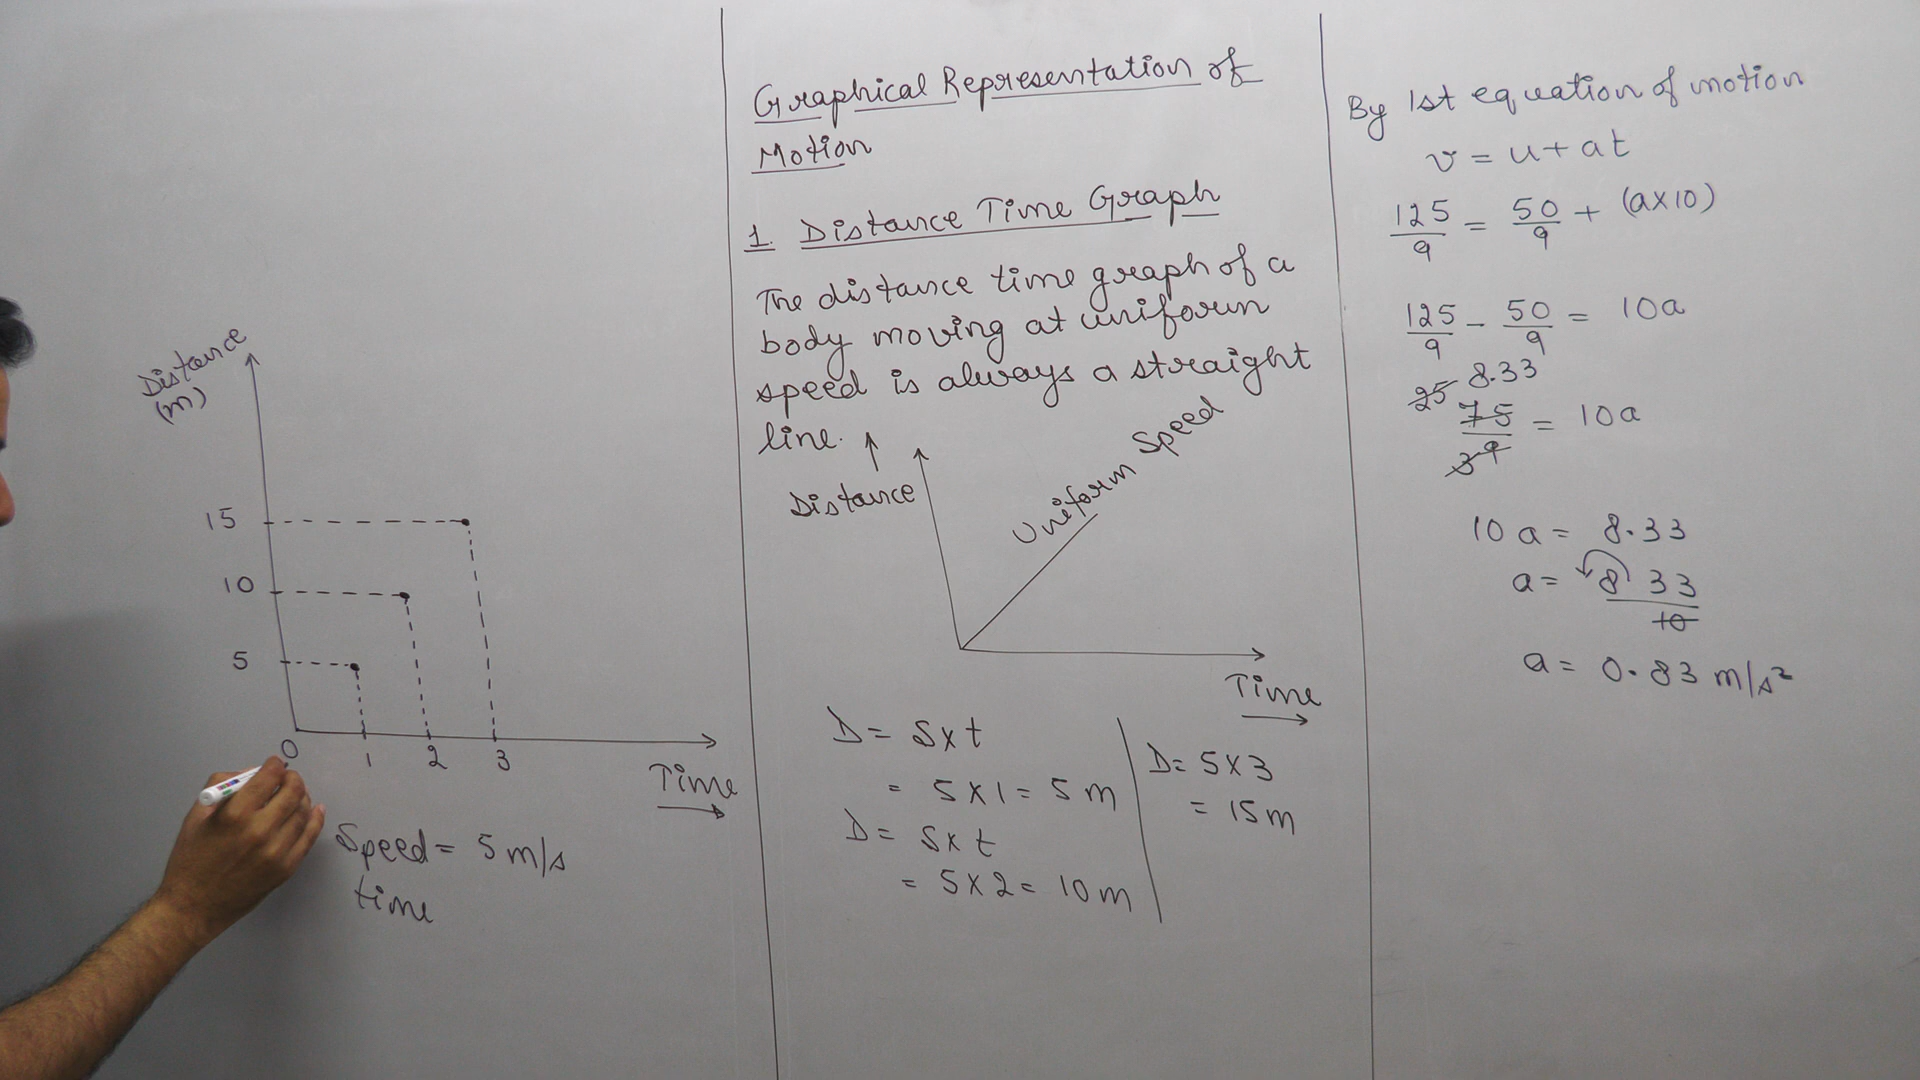 Distance
(m)
15
10
5
0 1 2 3
Time
Speed = 5 m/s
time
Graphical Representation of
Motion
1. Distance Time Graph
The distance time graph of a
body moving at uniform
speed is always a straight
line.
Distance
Uniform Speed
Time
D = S x t
= 5 x 1 = 5 m
D = S x t
= 5 x 2 = 10 m
D = 5 x 3
= 15 m
By 1st equation of motion
v = u + at
125/9 = 50/9 + (a x 10)
125/9 - 50/9 = 10a
25 8.33
75/9 = 10a
3
10 a = 8.33
a = 8 33/10
a = 0.83 m/s²